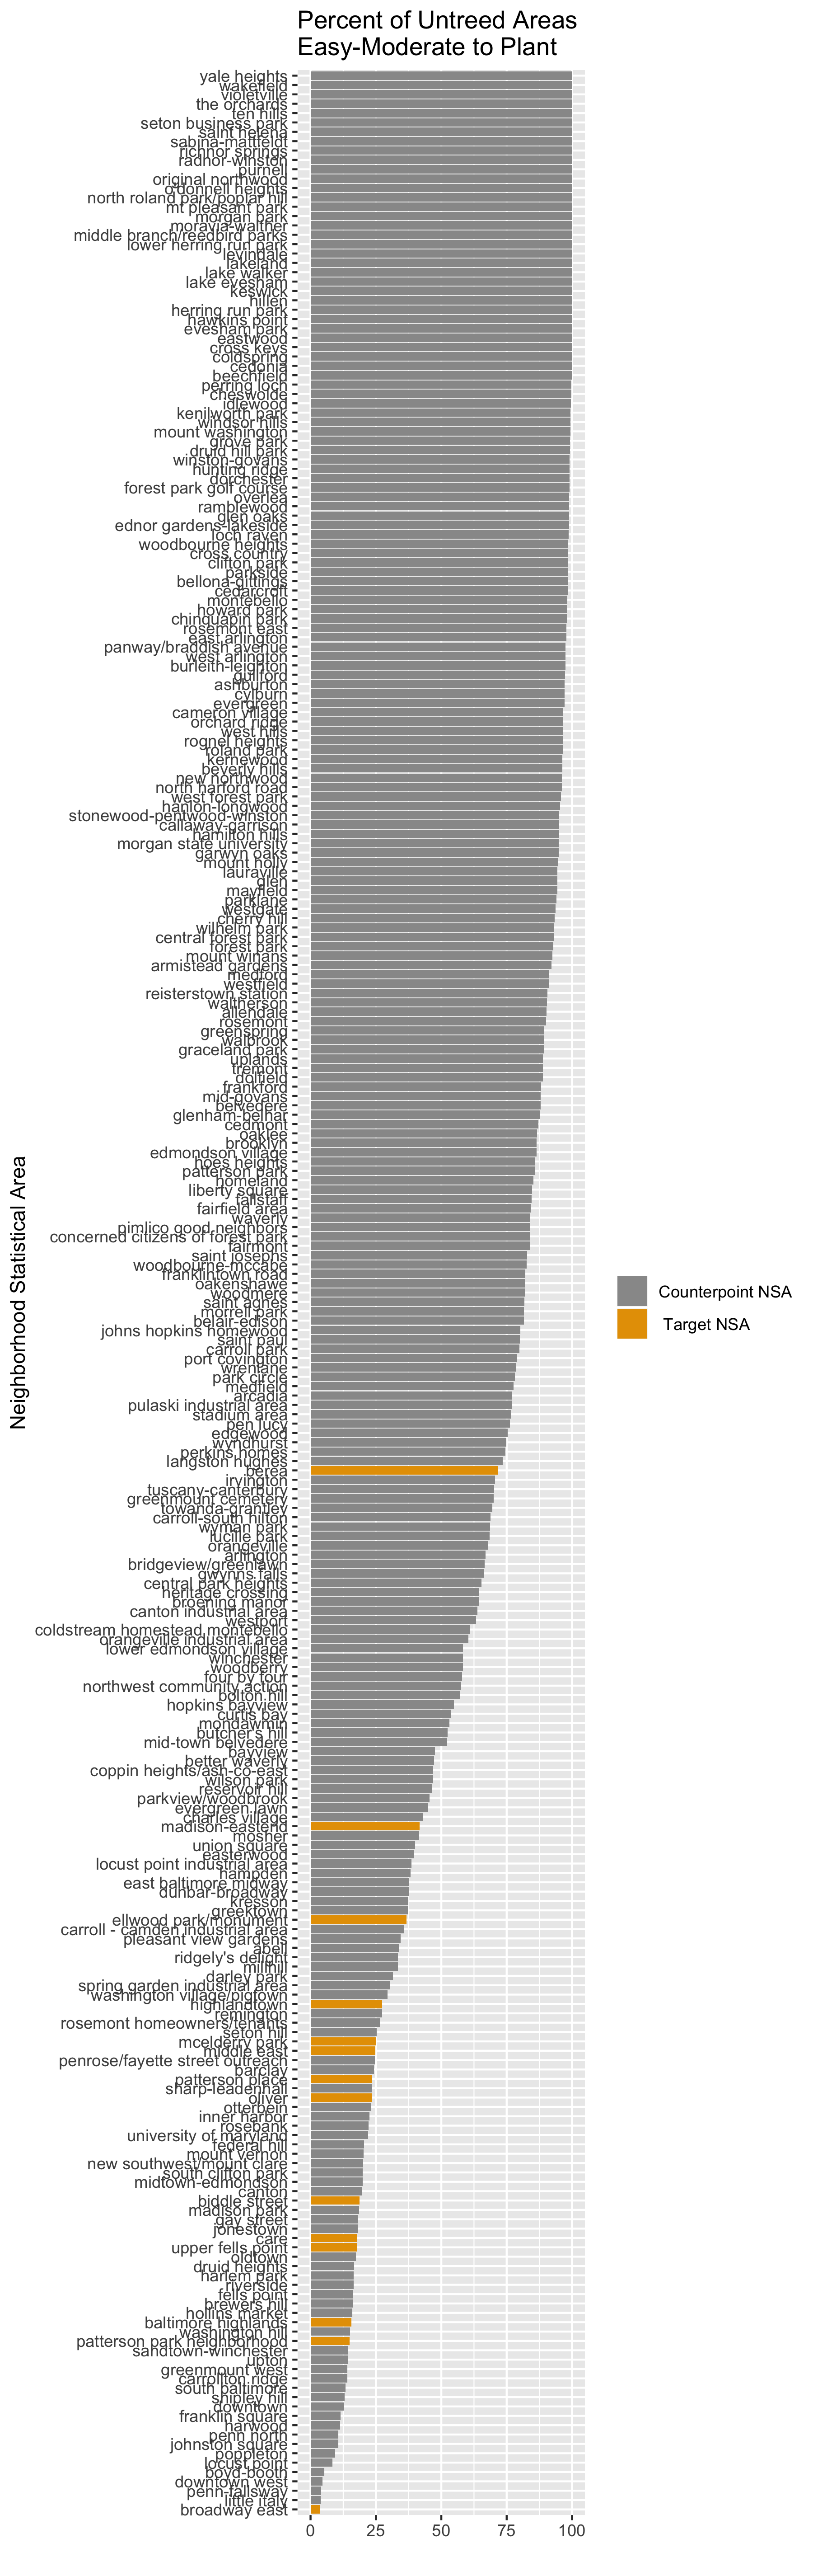 Percent of Untreed Areas
Easy-Moderate to Plant
yale heights
wakefield
violetville
the orchards
ten hills
seton business park
saint helena
sabina-mattfeldt
richnor springs
radnor-winston
purnell
original northwood
o'donnell heights
north roland park/poplar hill
mt pleasant park
morgan park
moravia-walther
middle branch/reedbird parks
lower herring run park
levindale
lakeland
lake walker
lake evesham
keswick
hillen
herring run park
hawkins point
evesham park
eastwood
cross keys
coldspring
cedonia
beechfield
perring loch
cheswolde
idlewood
kenilworth park
windsor hills
mount washington
grove park
druid hill park
winston-govans
hunting ridge
dorchester
forest park golf course
overlea
ramblewood
glen oaks
ednor gardens-lakeside
loch raven
woodbourne heights
cross country
clifton park
parkside
bellona-gittings
cedarcroft
montebello
howard park
chinquapin park
rosemont east
east arlington
panway/braddish avenue
west arlington
burleith-leighton
guilford
ashburton
cylburn
evergreen
cameron village
orchard ridge
west hills
rognel heights
roland park
kernewood
beverly hills
new northwood
north harford road
west forest park
hanlon-longwood
stonewood-pentwood-winston
callaway-garrison
hamilton hills
morgan state university
garwyn oaks
mount holly
lauraville
glen
mayfield
parklane
westgate
cherry hill
wilhelm park
central forest park
forest park
mount winans
armistead gardens
medford
westfield
reisterstown station
waltherson
allendale
rosemont
greenspring
walbrook
graceland park
uplands
tremont
dolfield
frankford
mid-govans
belvedere
glenham-belhar
cedmont
oaklee
brooklyn
edmondson village
hoes heights
patterson park
homeland
liberty square
fallstaff
fairfield area
waverly
pimlico good neighbors
concerned citizens of forest park
fairmont
saint josephs
woodbourne-mccabe
franklintown road
oakenshawe
woodmere
saint agnes
morrell park
belair-edison
johns hopkins homewood
saint paul
carroll park
port covington
wrenlane
park circle
medfield
arcadia
pulaski industrial area
stadium area
pen lucy
edgewood
wyndhurst
perkins homes
langston hughes
berea
irvington
tuscany-canterbury
greenmount cemetery
towanda-grantley
carroll-south hilton
wyman park
lucille park
orangeville
arlington
bridgeview/greenlawn
gwynns falls
central park heights
heritage crossing
broening manor
canton industrial area
westport
coldstream homestead montebello
orangeville industrial area
lower edmondson village
winchester
woodberry
four by four
northwest community action
bolton hill
hopkins bayview
curtis bay
mondawmin
butcher's hill
mid-town belvedere
bayview
better waverly
coppin heights/ash-co-east
wilson park
reservoir hill
parkview/woodbrook
evergreen lawn
charles village
madison-eastend
mosher
union square
easterwood
locust point industrial area
hampden
east baltimore midway
dunbar-broadway
kresson
greektown
ellwood park/monument
carroll - camden industrial area
pleasant view gardens
abell
ridgely's delight
millhill
darley park
spring garden industrial area
washington village/pigtown
highlandtown
remington
rosemont homeowners/tenants
seton hill
mcelderry park
middle east
penrose/fayette street outreach
barclay
patterson place
sharp-leadenhall
oliver
otterbein
inner harbor
rosebank
university of maryland
federal hill
mount vernon
new southwest/mount clare
south clifton park
midtown-edmondson
canton
biddle street
madison park
gay street
jonestown
care
upper fells point
oldtown
druid heights
harlem park
riverside
fells point
brewers hill
hollins market
baltimore highlands
washington hill
patterson park neighborhood
sandtown-winchester
upton
greenmount west
carrollton ridge
south baltimore
shipley hill
downtown
franklin square
harwood
penn north
johnston square
poppleton
locust point
boyd-booth
downtown west
penn-fallsway
little italy
broadway east
0 25 50 75 100
Neighborhood Statistical Area
Counterpoint NSA
Target NSA